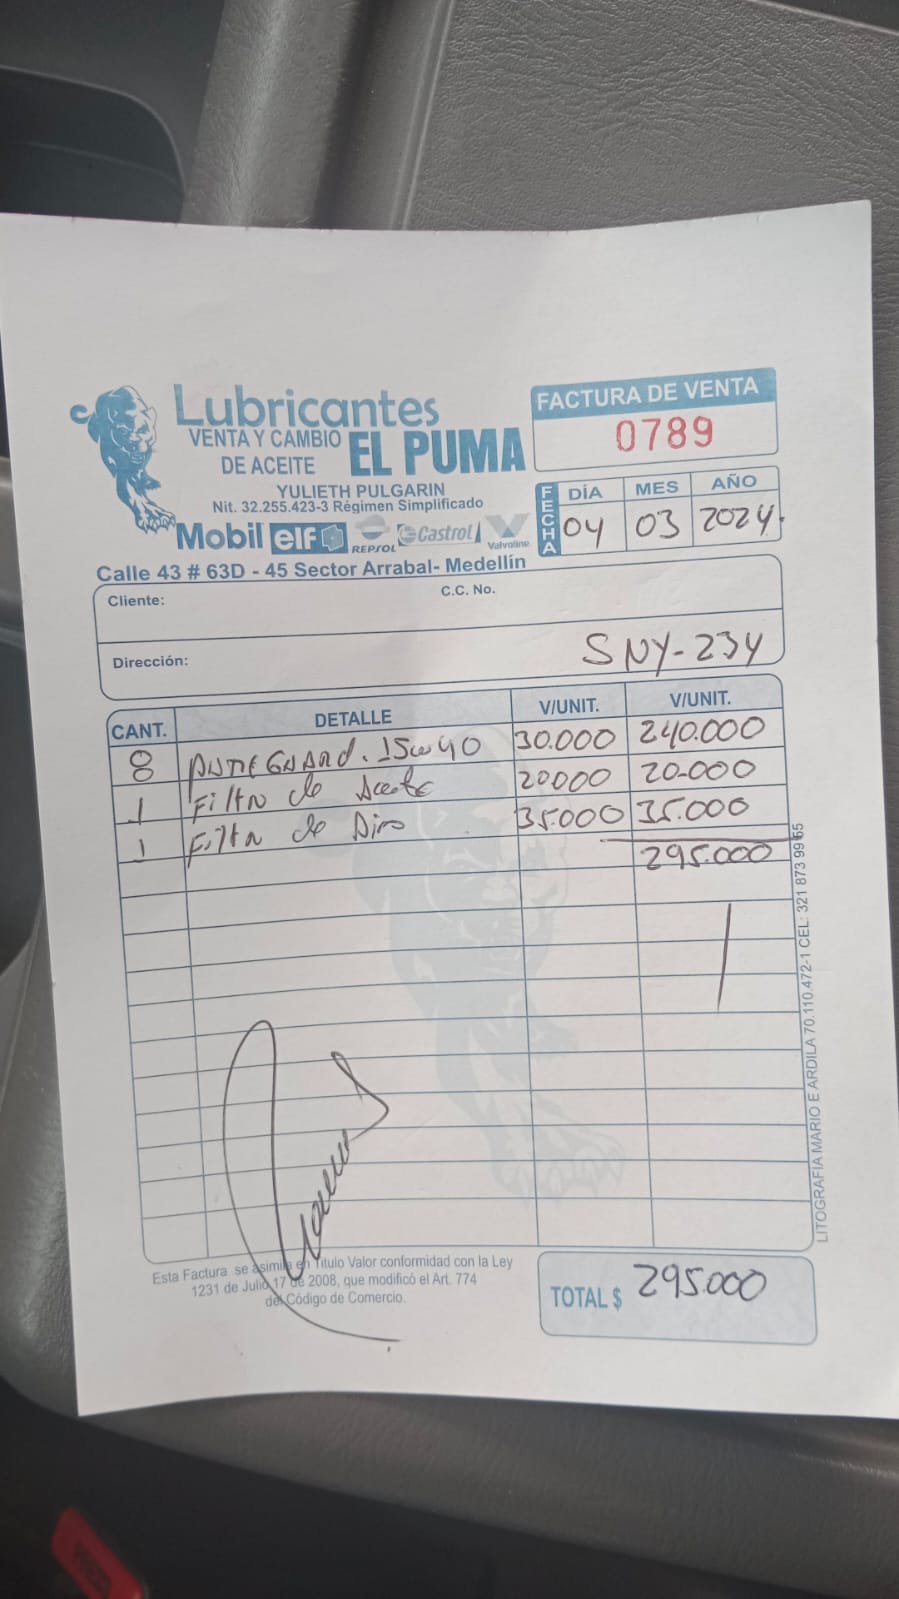 Lubricantes
VENTA Y CAMBIO
DE ACEITE
EL PUMA
YULIETH PULGARIN
Nit. 32.255.423-3 Régimen Simplificado
Mobil elf REPSOL Castrol Valvoline
Calle 43 # 63D - 45 Sector Arrabal- Medellín
FACTURA DE VENTA
0789
FECHA
DÍA MES AÑO
04 03 2024
Cliente:
C.C. No.
Dirección:
SNY-234
CANT. DETALLE V/UNIT. V/UNIT.
8 GUARD. 15w40 30.000 240.000
1 Filtro de Aceite 20000 20.000
1 Filtro de Aire 35.000 35.000
295.000
Esta Factura se asimila en Titulo Valor conformidad con la Ley
1231 de Julio 17 de 2008, que modificó el Art. 774
del Código de Comercio.
TOTAL $ 295.000
LITOGRAFIA MARIO E ARDILA 70.110.472-1 CEL: 321 873 99 65